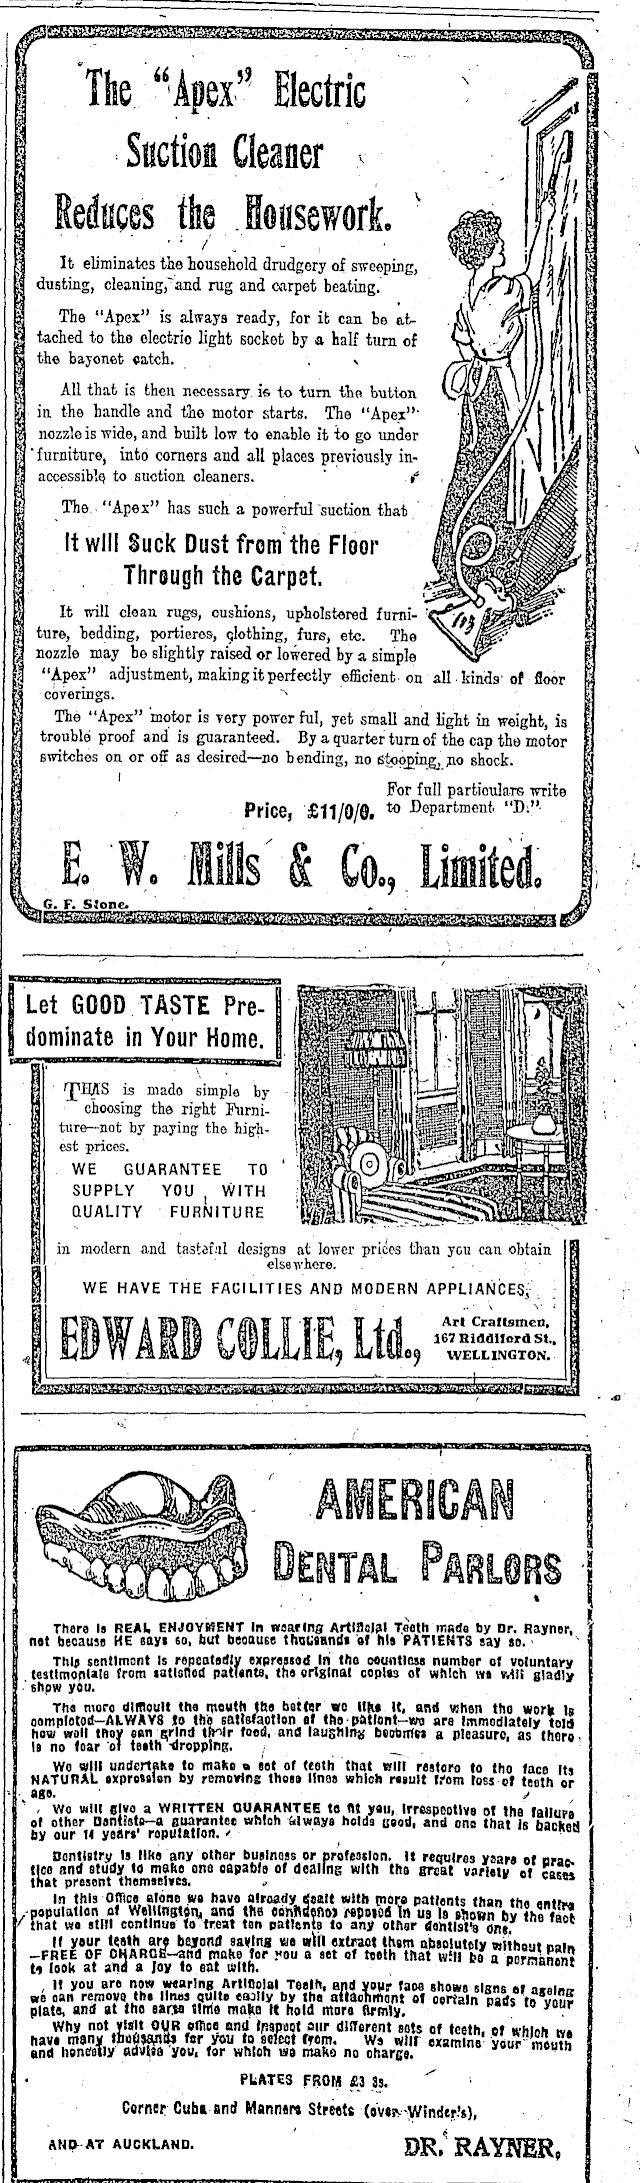 The "Apex" Electric
Suction Cleaner
Reduces the Housework.
It eliminates the household drudgery of sweeping,
dusting, cleaning, and rug and carpet beating.
The "Apex" is always ready, for it can be at-
tached to the electric light socket by a half turn of
the bayonet catch.
All that is then necessary is to turn the button
in the handle and the motor starts. The "Apex"
nozzle is wide, and built low to enable it to go under
furniture, into corners and all places previously in-
accessible to suction cleaners.
The "Apex" has such a powerful suction that
It will Suck Dust from the Floor
Through the Carpet.
It will clean rugs, cushions, upholstered furni-
ture, bedding, portieres, clothing, furs, etc. The
nozzle may be slightly raised or lowered by a simple
"Apex" adjustment, making it perfectly efficient on all kinds of floor
coverings.
The "Apex" motor is very power ful, yet small and light in weight, is
trouble proof and is guaranteed. By a quarter turn of the cap the motor
switches on or off as desired—no bending, no stooping, no shock.
For full particulars write
Price, £11/0/0. to Department "D."
E. W. Mills & Co., Limited.
G. F. Stone.
Let GOOD TASTE Pre-
dominate in Your Home.
THIS is made simple by
choosing the right Furni-
ture—not by paying the high-
est prices.
WE GUARANTEE TO
SUPPLY YOU WITH
QUALITY FURNITURE
in modern and tasteful designs at lower prices than you can obtain
elsewhere.
WE HAVE THE FACILITIES AND MODERN APPLIANCES,
EDWARD COLLIE, Ltd.,
Art Craftsmen,
167 Riddiford St.,
WELLINGTON.
AMERICAN
DENTAL PARLORS
There is REAL ENJOYMENT in wearing Artificial Teeth made by Dr. Rayner,
not because HE says so, but because thousands of his PATIENTS say so.
This sentiment is repeatedly expressed in the countless number of voluntary
testimonials from satisfied patients, the original copies of which we will gladly
show you.
The more difficult the mouth the better we like it, and when the work is
completed—ALWAYS to the satisfaction of the patient—we are immediately told
how well they can grind their food, and laughing becomes a pleasure, as there
is no fear of teeth dropping.
We will undertake to make a set of teeth that will restore to the face its
NATURAL expression by removing those lines which result from loss of teeth or
age.
We will give a WRITTEN GUARANTEE to fit you, irrespective of the failure
of other Dentists—a guarantee which always holds good, and one that is backed
by our 14 years' reputation.
Dentistry is like any other business or profession. It requires years of prac-
tice and study to make one capable of dealing with the great variety of cases
that present themselves.
In this Office alone we have already dealt with more patients than the entire
population of Wellington, and the confidence reposed in us is shown by the fact
that we still continue to treat ten patients to any other dentist's one.
If your teeth are beyond saving we will extract them absolutely without pain
—FREE OF CHARGE—and make for you a set of teeth that will be a permanent
to look at and a joy to eat with.
If you are now wearing Artificial Teeth, and your face shows signs of ageing
we can remove the lines quite easily by the attachment of certain pads to your
plate, and at the same time make it hold more firmly.
Why not visit OUR office and inspect our different sets of teeth, of which we
have many thousands for you to select from. We will examine your mouth
and honestly advise you, for which we make no charge.
PLATES FROM £3 3s.
Corner Cuba and Manners Streets (over Winder's),
AND AT AUCKLAND. DR. RAYNER,